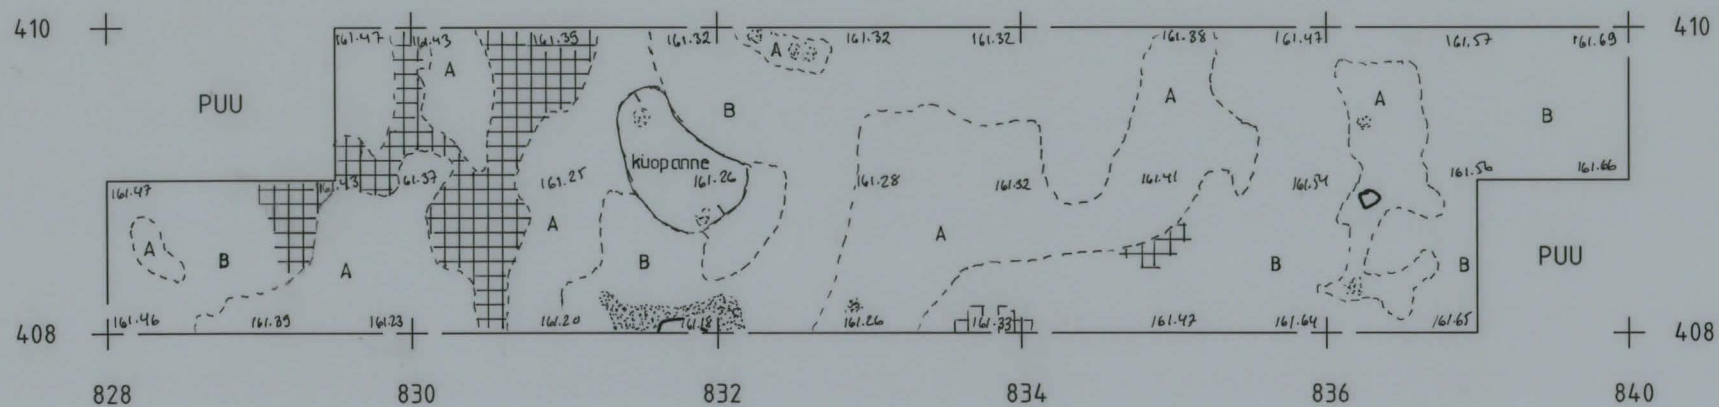 410 161.47 161.43 161.35 161.32 161.32 161.32 161.38 161.47 161.57 161.69 410
A A
PUU A A B
B
kuopanne
161.47 161.43 61.37 161.25 161.26 161.28 161.32 161.41 161.54 161.56 161.66
A B A A B A B B PUU
408 161.46 161.39 161.23 161.20 161.18 161.26 161.33 161.47 161.64 161.65 408
828 830 832 834 836 840